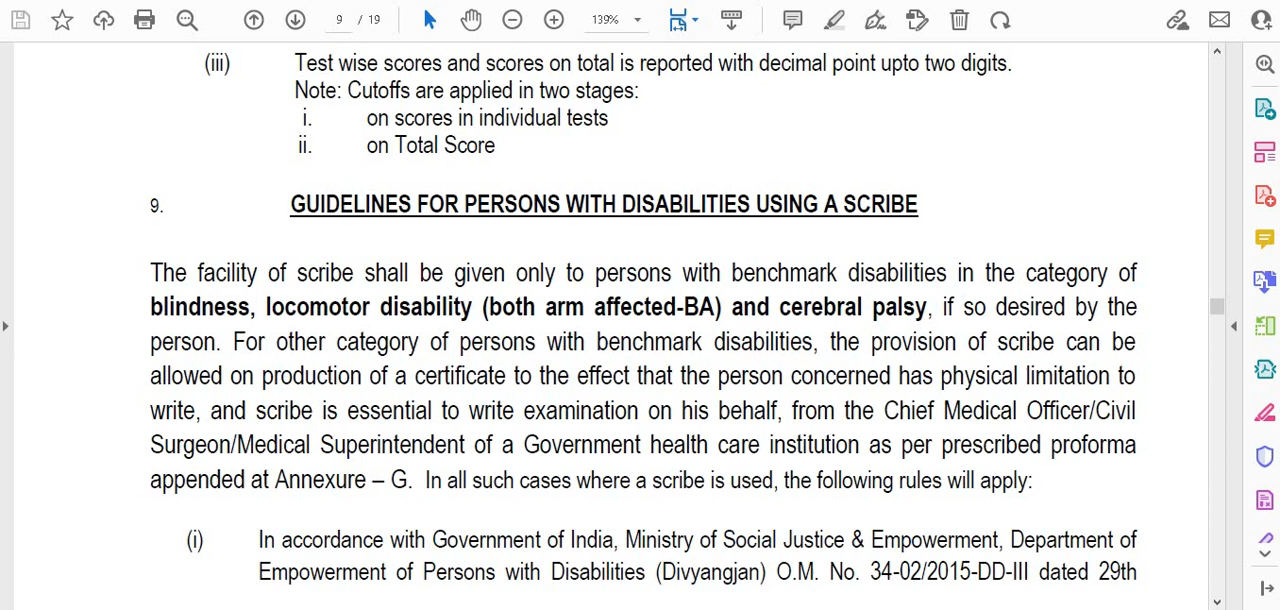 9 / 19
139%
(iii) Test wise scores and scores on total is reported with decimal point upto two digits.
Note: Cutoffs are applied in two stages:
i. on scores in individual tests
ii. on Total Score
9. GUIDELINES FOR PERSONS WITH DISABILITIES USING A SCRIBE
The facility of scribe shall be given only to persons with benchmark disabilities in the category of
blindness, locomotor disability (both arm affected-BA) and cerebral palsy, if so desired by the
person. For other category of persons with benchmark disabilities, the provision of scribe can be
allowed on production of a certificate to the effect that the person concerned has physical limitation to
write, and scribe is essential to write examination on his behalf, from the Chief Medical Officer/Civil
Surgeon/Medical Superintendent of a Government health care institution as per prescribed proforma
appended at Annexure – G. In all such cases where a scribe is used, the following rules will apply:
(i) In accordance with Government of India, Ministry of Social Justice & Empowerment, Department of
Empowerment of Persons with Disabilities (Divyangjan) O.M. No. 34-02/2015-DD-III dated 29th